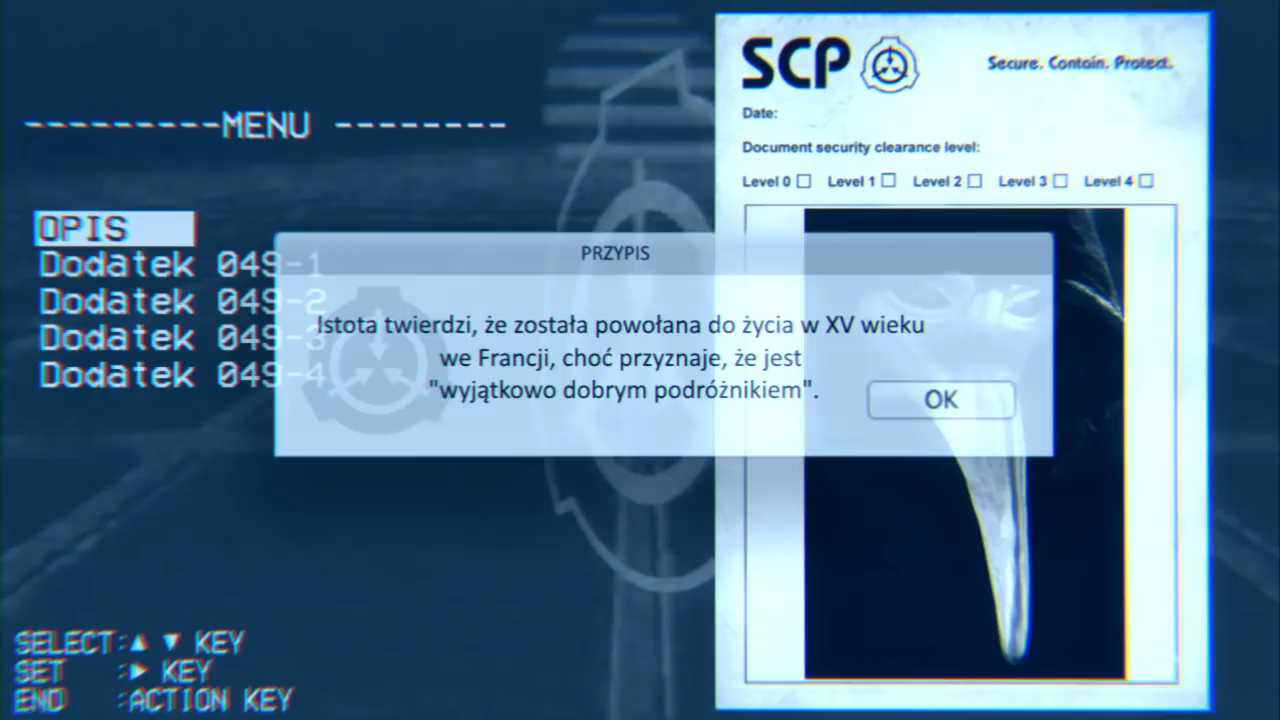 ---------MENU --------
OPIS
Dodatek 049-1
Dodatek 049-2
Dodatek 049-3
Dodatek 049-4
SELECT:▲ ▼ KEY
SET :► KEY
END :ACTION KEY
SCP
Secure. Contain. Protect.
Date:
Document security clearance level:
Level 0 ☐ Level 1 ☐ Level 2 ☐ Level 3 ☐ Level 4 ☐
PRZYPIS
Istota twierdzi, że została powołana do życia w XV wieku
we Francji, choć przyznaje, że jest
"wyjątkowo dobrym podróżnikiem".
OK